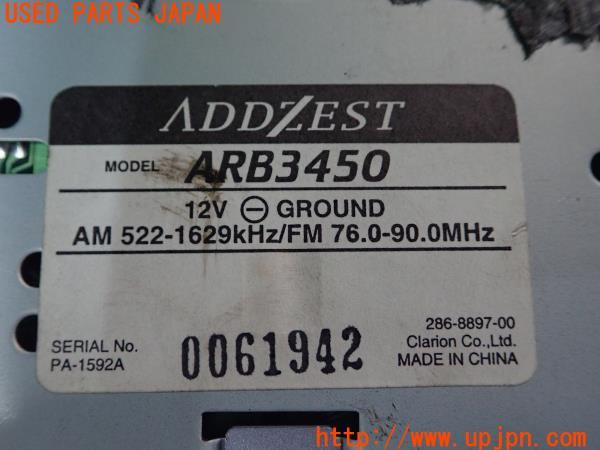 USED PARTS JAPAN
ADDZEST
MODEL ARB3450
12V ⊖ GROUND
AM 522-1629kHz/FM 76.0-90.0MHz
SERIAL No.
PA-1592A
0061942
286-8897-00
Clarion Co.,Ltd.
MADE IN CHINA
UPJ http://www.upjpn.com/